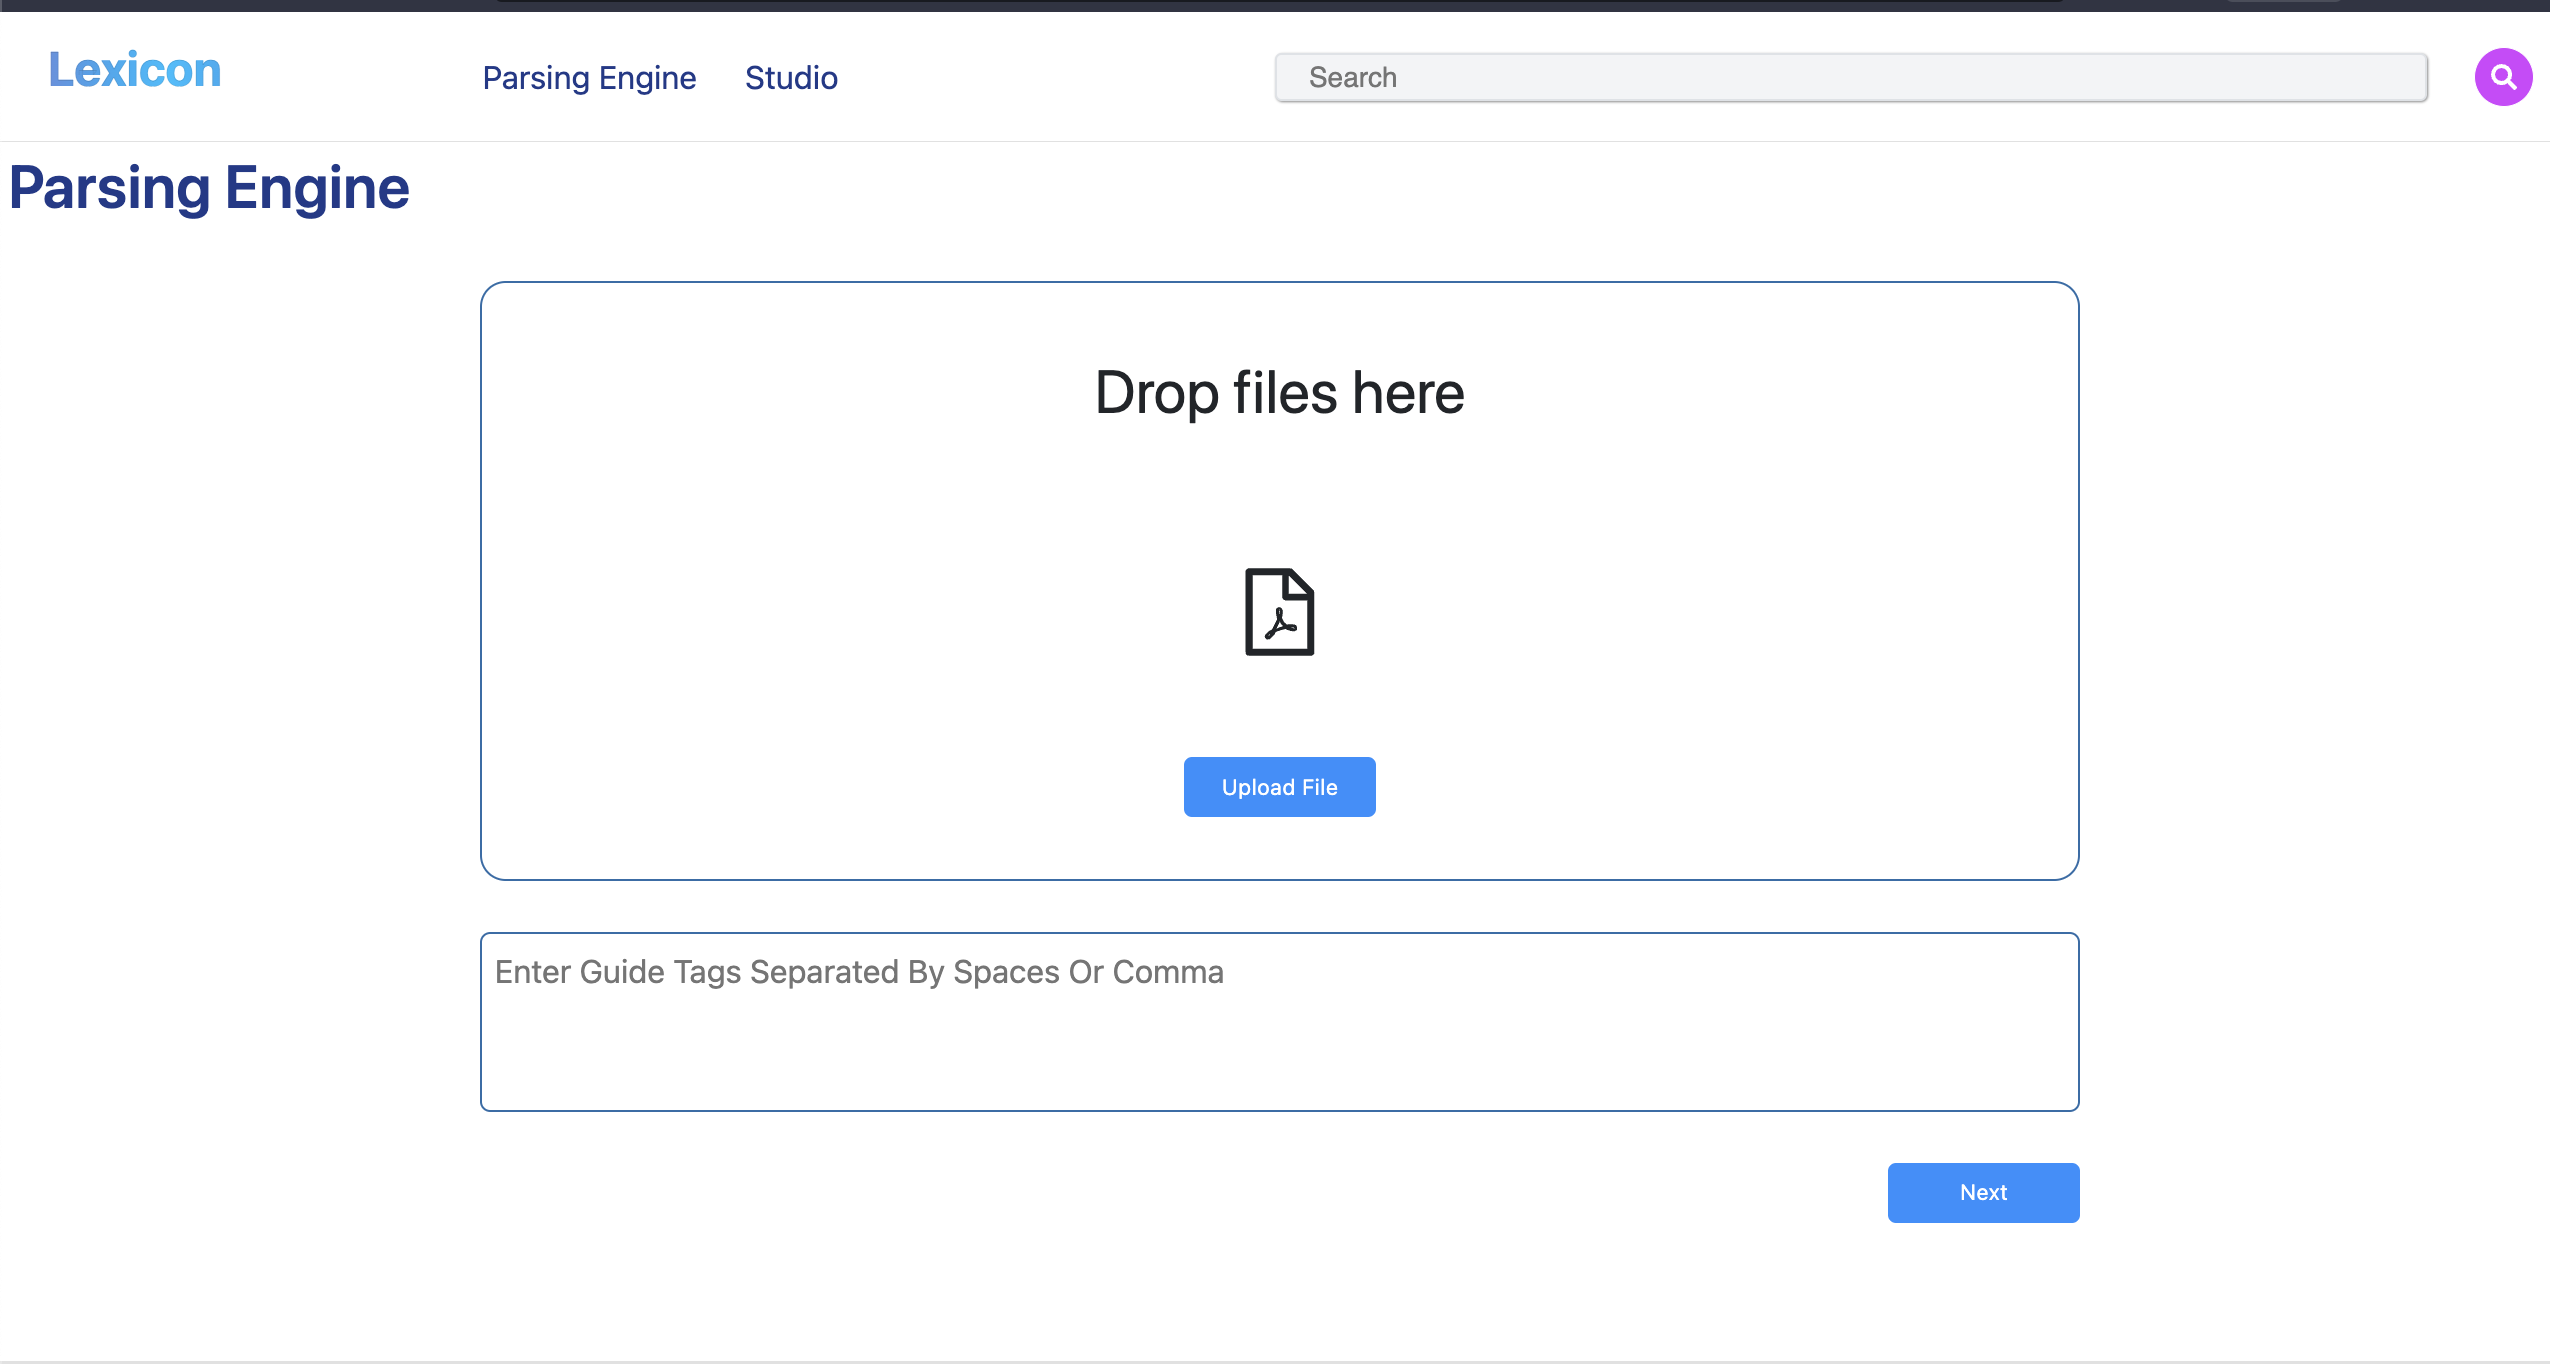 Lexicon
Parsing Engine
Studio
Search
Parsing Engine
Drop files here
Upload File
Enter Guide Tags Separated By Spaces Or Comma
Next